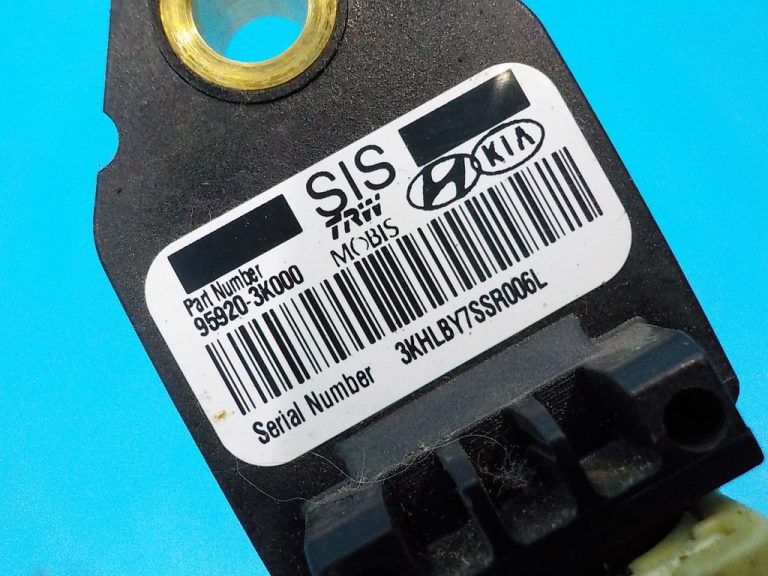 SIS
KIA
TRW
MOBIS
Part Number
95920-3K000
3KHLBY7SSR006L
Serial Number